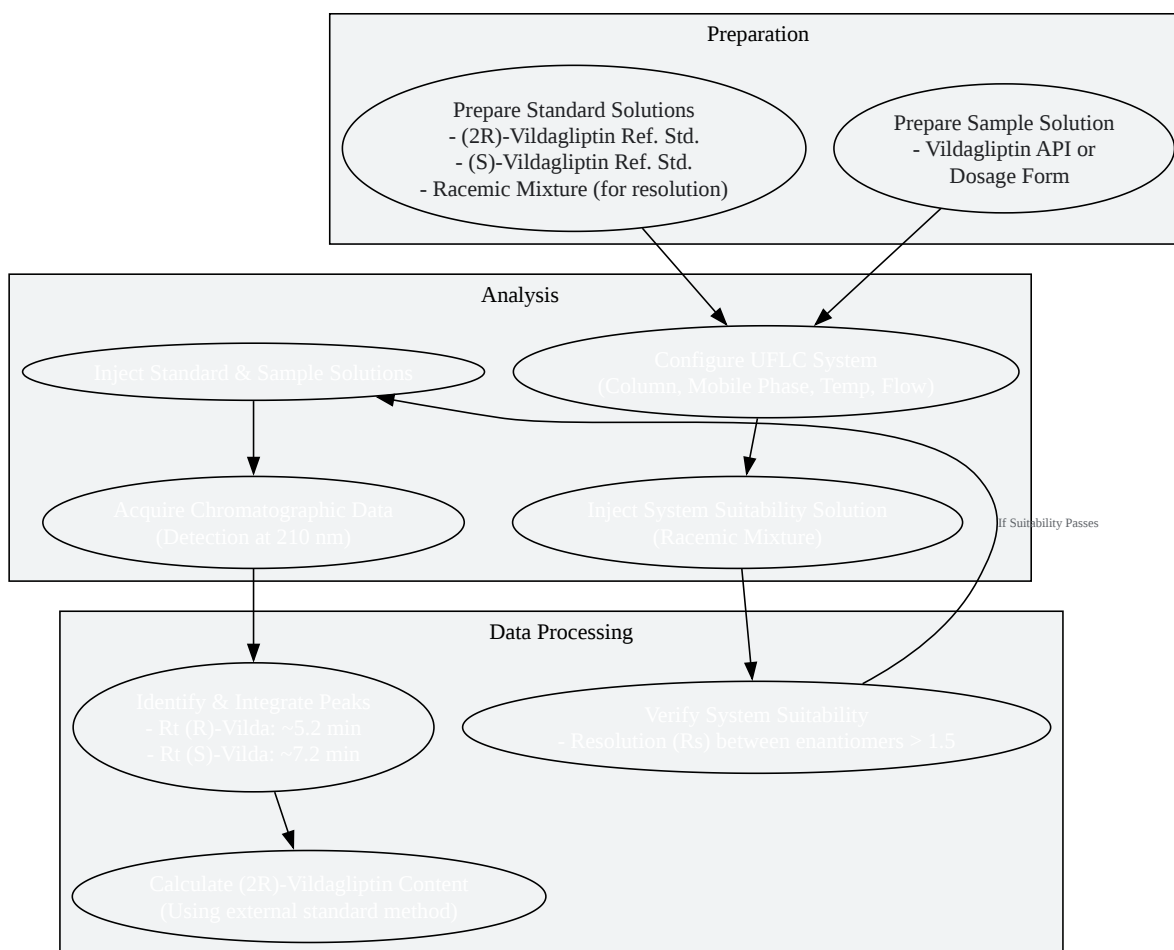 Preparation
Prepare Standard Solutions
- (2R)-Vildagliptin Ref. Std.
- (S)-Vildagliptin Ref. Std.
- Racemic Mixture (for resolution)
Prepare Sample Solution
- Vildagliptin API or
Dosage Form
Analysis
Inject Standard & Sample Solutions
Configure UFLC System
(Column, Mobile Phase, Temp, Flow)
Acquire Chromatographic Data
(Detection at 210 nm)
Inject System Suitability Solution
(Racemic Mixture)
If Suitability Passes
Data Processing
Identify & Integrate Peaks
- Rt (R)-Vilda: ~5.2 min
- Rt (S)-Vilda: ~7.2 min
Verify System Suitability
- Resolution (Rs) between enantiomers > 1.5
Calculate (2R)-Vildagliptin Content
(Using external standard method)